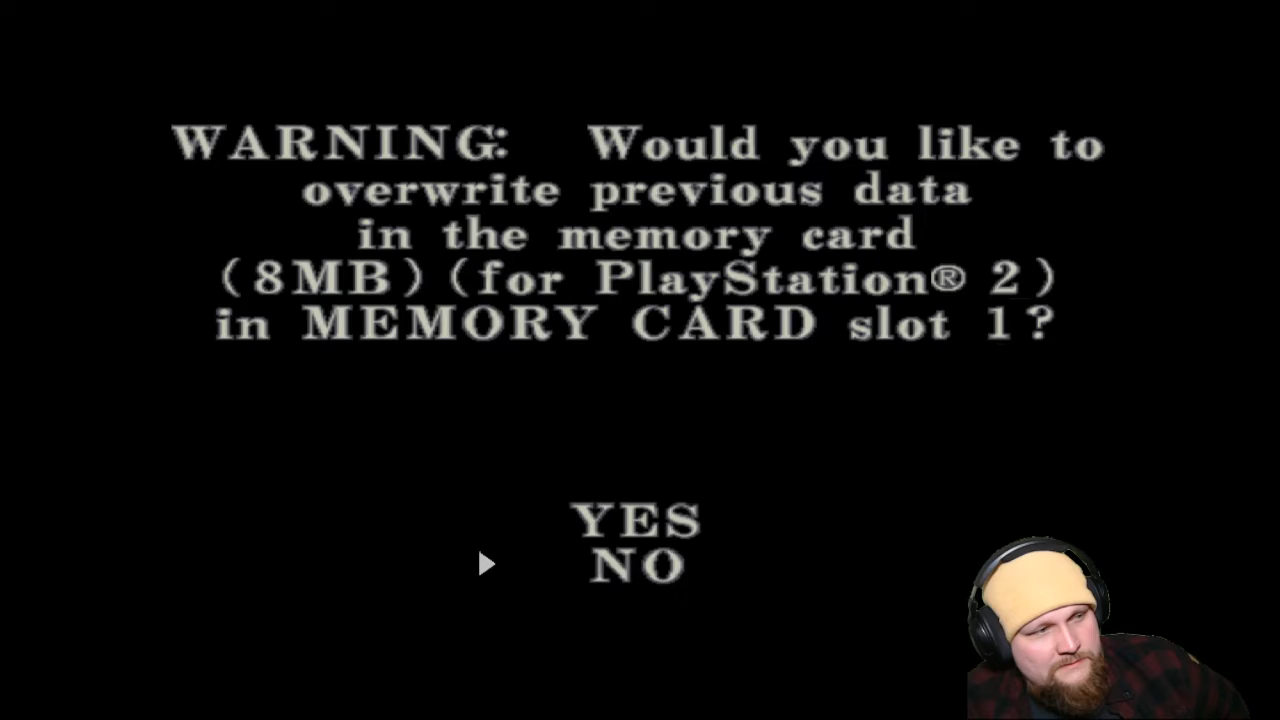 WARNING: Would you like to
overwrite previous data
in the memory card
(8MB)(for PlayStation® 2)
in MEMORY CARD slot 1?
YES
NO